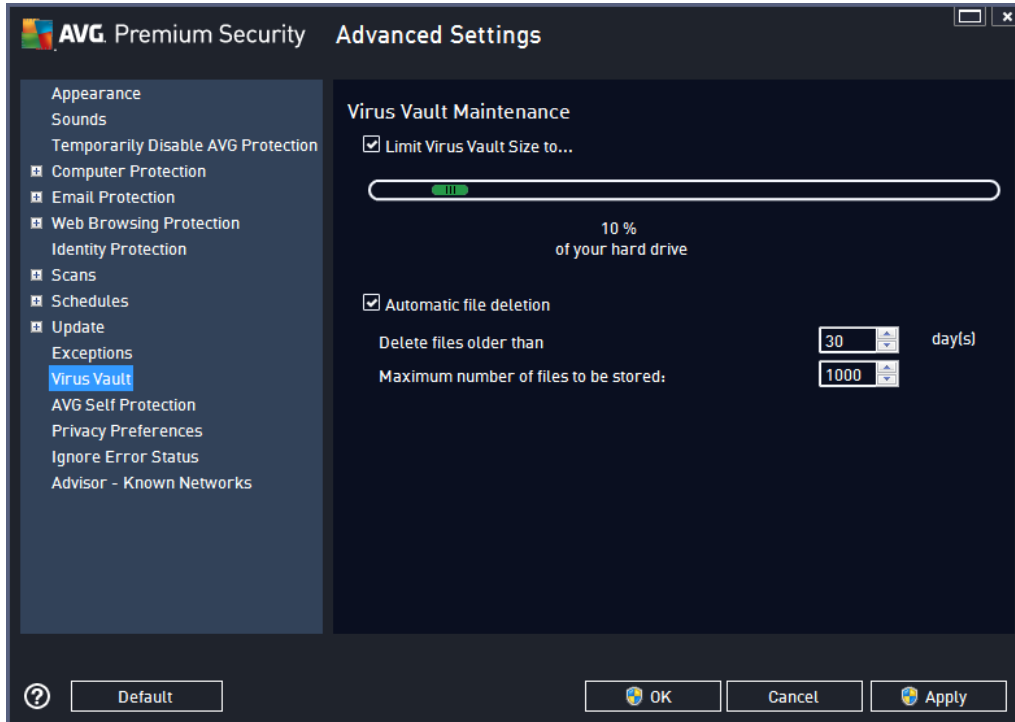 AVG. Premium Security
Advanced Settings
Appearance
Sounds
Temporarily Disable AVG Protection
Computer Protection
Email Protection
Web Browsing Protection
Identity Protection
Scans
Schedules
Update
Exceptions
Virus Vault
AVG Self Protection
Privacy Preferences
Ignore Error Status
Advisor - Known Networks
Virus Vault Maintenance
Limit Virus Vault Size to...
10 %
of your hard drive
Automatic file deletion
Delete files older than 30 day(s)
Maximum number of files to be stored: 1000
? Default OK Cancel Apply